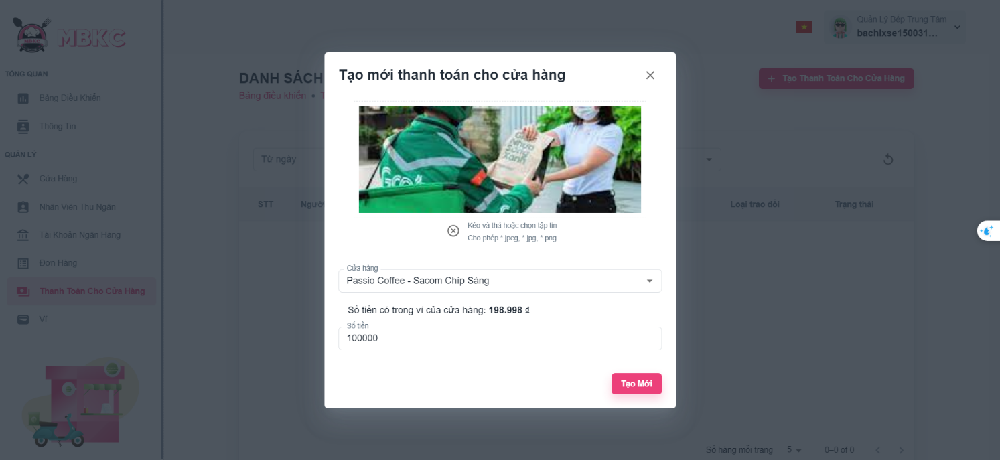 MBKC
MBKC
Quản Lý Bếp Trung Tâm
bachlxse150031...
TỔNG QUAN
Bảng Điều Khiển
Thông Tin
QUẢN LÝ
Cửa Hàng
Nhân Viên Thu Ngân
Tài Khoản Ngân Hàng
Đơn Hàng
Thanh Toán Cho Cửa Hàng
Ví
DANH SÁCH
Bảng điều khiển • T
+ Tạo Thanh Toán Cho Cửa Hàng
Từ ngày
STT Người Loại trao đổi Trạng thái
Tạo mới thanh toán cho cửa hàng
Nhựa
Sống
Xanh
Kéo và thả hoặc chọn tập tin
Cho phép *.jpeg, *.jpg, *.png.
Cửa hàng
Passio Coffee - Sacom Chíp Sáng
Số tiền có trong ví của cửa hàng: 198.998 ₫
Số tiền
100000
Tạo Mới
Số hàng mỗi trang 5 0–0 of 0